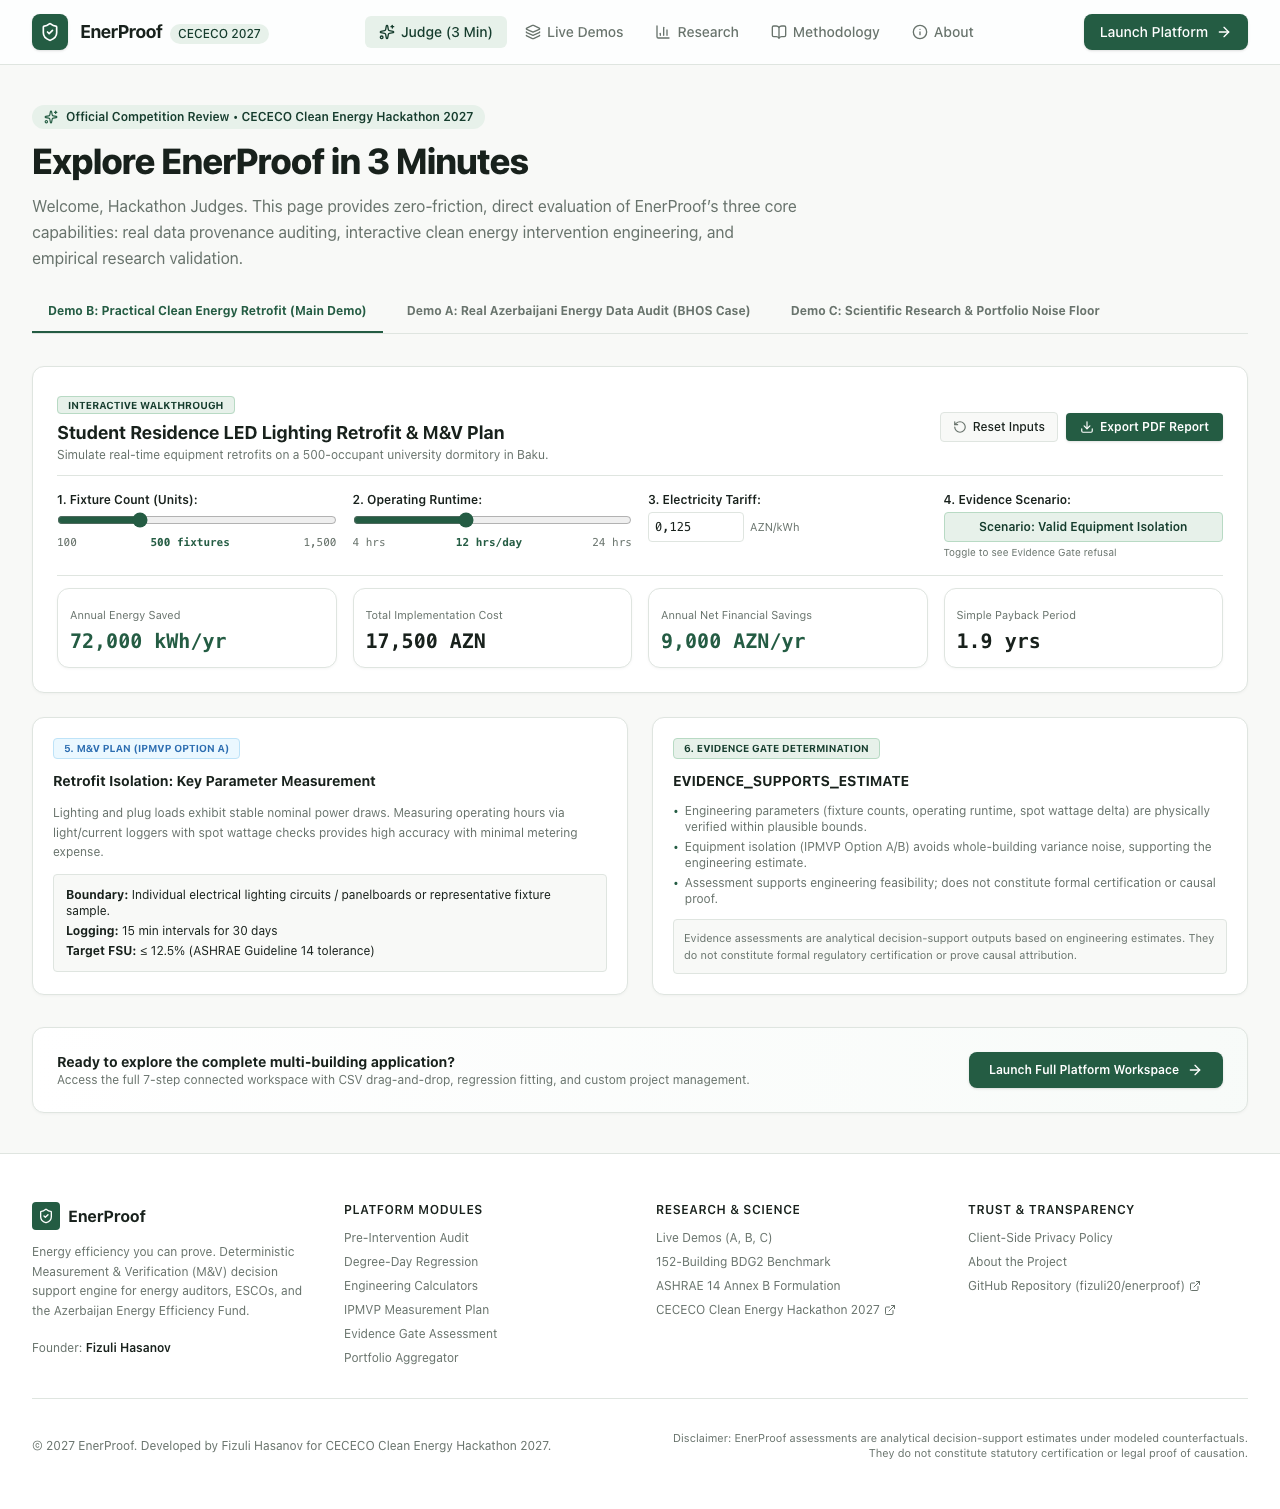 EnerProof
CECECO 2027
Judge (3 Min)
Live Demos
Research
Methodology
About
Launch Platform
Official Competition Review • CECECO Clean Energy Hackathon 2027
Explore EnerProof in 3 Minutes
Welcome, Hackathon Judges. This page provides zero-friction, direct evaluation of EnerProof's three core
capabilities: real data provenance auditing, interactive clean energy intervention engineering, and
empirical research validation.
Demo B: Practical Clean Energy Retrofit (Main Demo)
Demo A: Real Azerbaijani Energy Data Audit (BHOS Case)
Demo C: Scientific Research & Portfolio Noise Floor
INTERACTIVE WALKTHROUGH
Student Residence LED Lighting Retrofit & M&V Plan
Simulate real-time equipment retrofits on a 500-occupant university dormitory in Baku.
Reset Inputs
Export PDF Report
1. Fixture Count (Units):
100
500 fixtures
1,500
2. Operating Runtime:
4 hrs
12 hrs/day
24 hrs
3. Electricity Tariff:
0,125
AZN/kWh
4. Evidence Scenario:
Scenario: Valid Equipment Isolation
Toggle to see Evidence Gate refusal
Annual Energy Saved
72,000 kWh/yr
Total Implementation Cost
17,500 AZN
Annual Net Financial Savings
9,000 AZN/yr
Simple Payback Period
1.9 yrs
5. M&V PLAN (IPMVP OPTION A)
Retrofit Isolation: Key Parameter Measurement
Lighting and plug loads exhibit stable nominal power draws. Measuring operating hours via
light/current loggers with spot wattage checks provides high accuracy with minimal metering
expense.
Boundary: Individual electrical lighting circuits / panelboards or representative fixture
sample.
Logging: 15 min intervals for 30 days
Target FSU: ≤ 12.5% (ASHRAE Guideline 14 tolerance)
6. EVIDENCE GATE DETERMINATION
EVIDENCE_SUPPORTS_ESTIMATE
• Engineering parameters (fixture counts, operating runtime, spot wattage delta) are physically
verified within plausible bounds.
• Equipment isolation (IPMVP Option A/B) avoids whole-building variance noise, supporting the
engineering estimate.
• Assessment supports engineering feasibility; does not constitute formal certification or causal
proof.
Evidence assessments are analytical decision-support outputs based on engineering estimates. They
do not constitute formal regulatory certification or prove causal attribution.
Ready to explore the complete multi-building application?
Access the full 7-step connected workspace with CSV drag-and-drop, regression fitting, and custom project management.
Launch Full Platform Workspace
EnerProof
Energy efficiency you can prove. Deterministic
Measurement & Verification (M&V) decision
support engine for energy auditors, ESCOs, and
the Azerbaijan Energy Efficiency Fund.
Founder: Fizuli Hasanov
PLATFORM MODULES
Pre-Intervention Audit
Degree-Day Regression
Engineering Calculators
IPMVP Measurement Plan
Evidence Gate Assessment
Portfolio Aggregator
RESEARCH & SCIENCE
Live Demos (A, B, C)
152-Building BDG2 Benchmark
ASHRAE 14 Annex B Formulation
CECECO Clean Energy Hackathon 2027
TRUST & TRANSPARENCY
Client-Side Privacy Policy
About the Project
GitHub Repository (fizuli20/enerproof)
© 2027 EnerProof. Developed by Fizuli Hasanov for CECECO Clean Energy Hackathon 2027.
Disclaimer: EnerProof assessments are analytical decision-support estimates under modeled counterfactuals.
They do not constitute statutory certification or legal proof of causation.